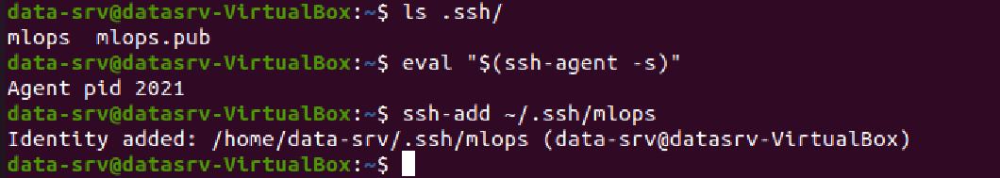 data-srv@datasrv-VirtualBox:~$ ls .ssh/
mlops  mlops.pub
data-srv@datasrv-VirtualBox:~$ eval "$(ssh-agent -s)"
Agent pid 2021
data-srv@datasrv-VirtualBox:~$ ssh-add ~/.ssh/mlops
Identity added: /home/data-srv/.ssh/mlops (data-srv@datasrv-VirtualBox)
data-srv@datasrv-VirtualBox:~$